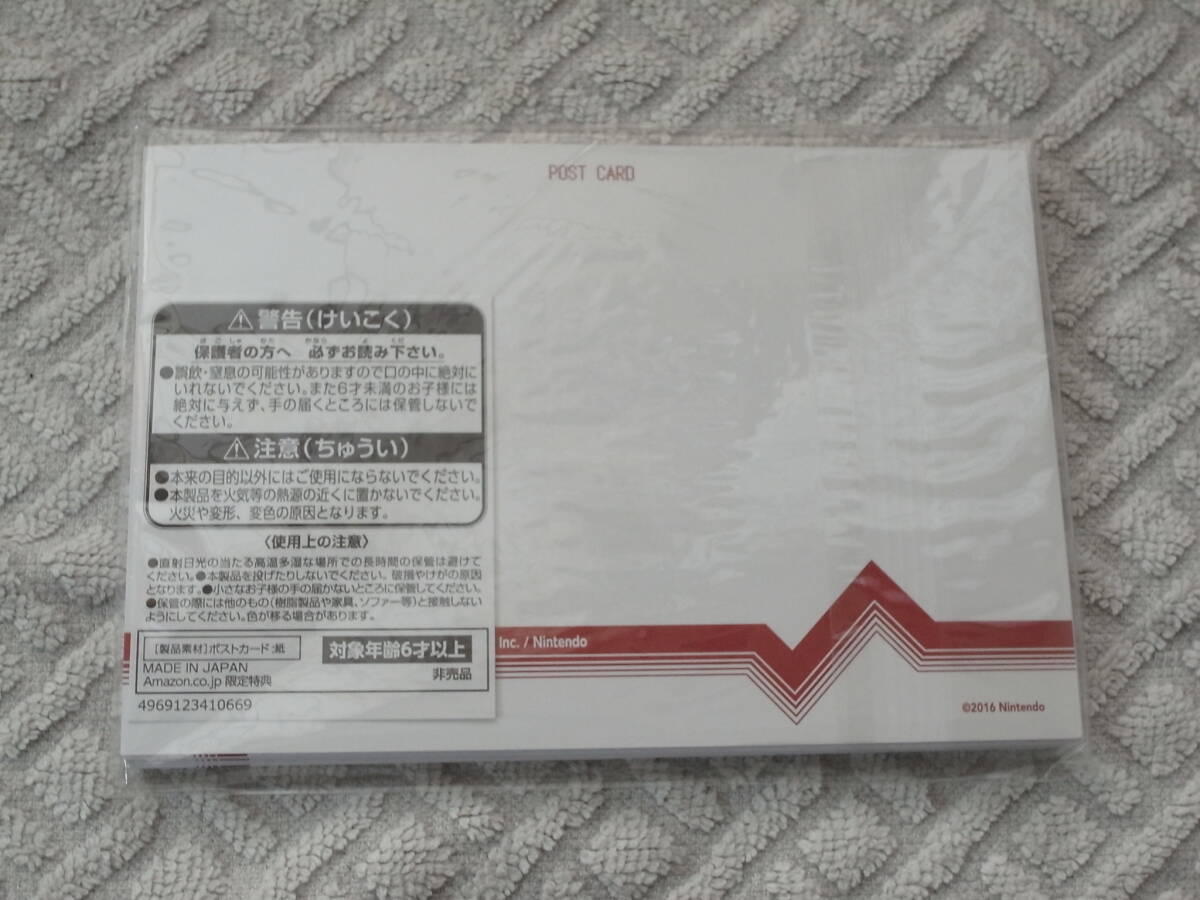 POST CARD
警告(けいこく)
ほごしゃ かた かなら よ くだ
保護者の方へ 必ずお読み下さい。
●誤飲・窒息の可能性がありますので口の中に絶対に
いれないでください。また6才未満のお子様には
絶対に与えず、手の届くところには保管しないで
ください。
注意(ちゅうい)
●本来の目的以外にはご使用にならないでください。
●本製品を火気等の熱源の近くに置かないでください。
火災や変形、変色の原因となります。
〈使用上の注意〉
●直射日光の当たる高温多湿な場所での長時間の保管は避けて
ください。●本製品を投げたりしないでください。破損やけがの原因
となります。●小さなお子様の手の届かないところに保管してください。
●保管の際には他のもの(樹脂製品や家具、ソファー等)と接触しない
ようにしてください。色が移る場合があります。
[製品素材]ポストカード:紙
対象年齢6才以上
MADE IN JAPAN
Amazon.co.jp 限定特典
非売品
4969123410669
Inc. / Nintendo
©2016 Nintendo